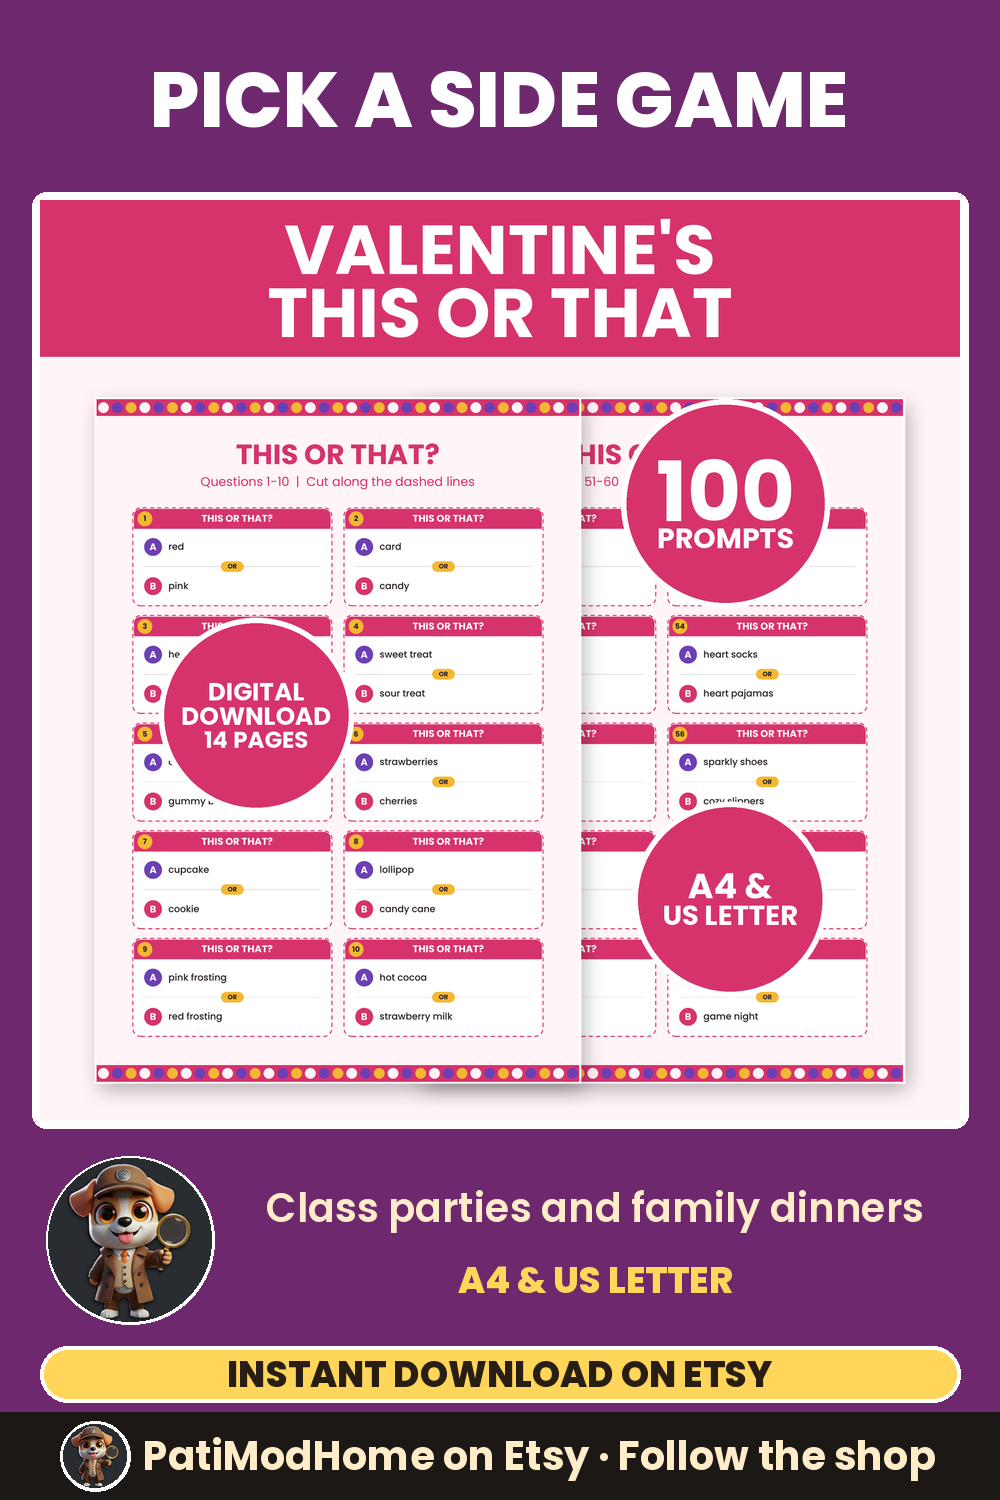 PICK A SIDE GAME
VALENTINE'S
THIS OR THAT
THIS OR THAT?
Questions 1-10 | Cut along the dashed lines
1 THIS OR THAT?
A red
OR
B pink
2 THIS OR THAT?
A card
OR
B candy
3
A
B
4 THIS OR THAT?
A sweet treat
OR
B sour treat
5
A
B gummy
6 THIS OR THAT?
A strawberries
OR
B cherries
7 THIS OR THAT?
A cupcake
OR
B cookie
8 THIS OR THAT?
A lollipop
OR
B candy cane
9 THIS OR THAT?
A pink frosting
OR
B red frosting
10 THIS OR THAT?
A hot cocoa
OR
B strawberry milk
DIGITAL
DOWNLOAD
14 PAGES
51-60
100
PROMPTS
54 THIS OR THAT?
A heart socks
OR
B heart pajamas
56 THIS OR THAT?
A sparkly shoes
OR
B cozy slippers
A4 &
US LETTER
OR
B game night
Class parties and family dinners
A4 & US LETTER
INSTANT DOWNLOAD ON ETSY
PatiModHome on Etsy · Follow the shop